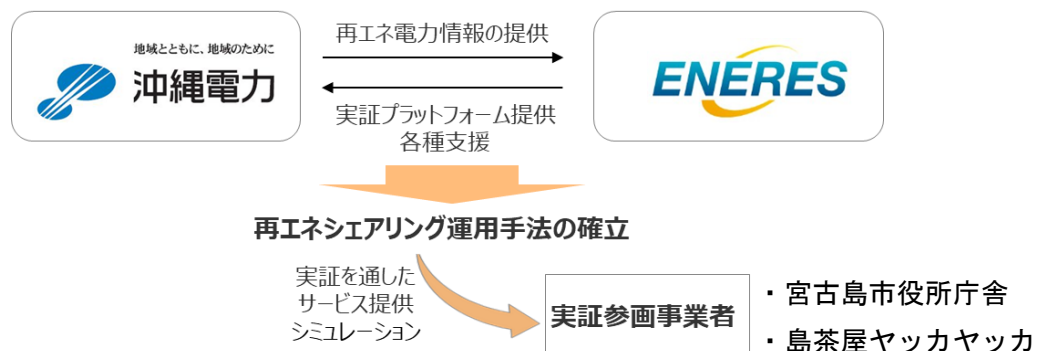 地域とともに、地域のために
沖縄電力
再エネ電力情報の提供
実証プラットフォーム提供
各種支援
ENERES
再エネシェアリング運用手法の確立
実証を通した
サービス提供
シミュレーション
実証参画事業者
・宮古島市役所庁舎
・島茶屋ヤッカヤッカ